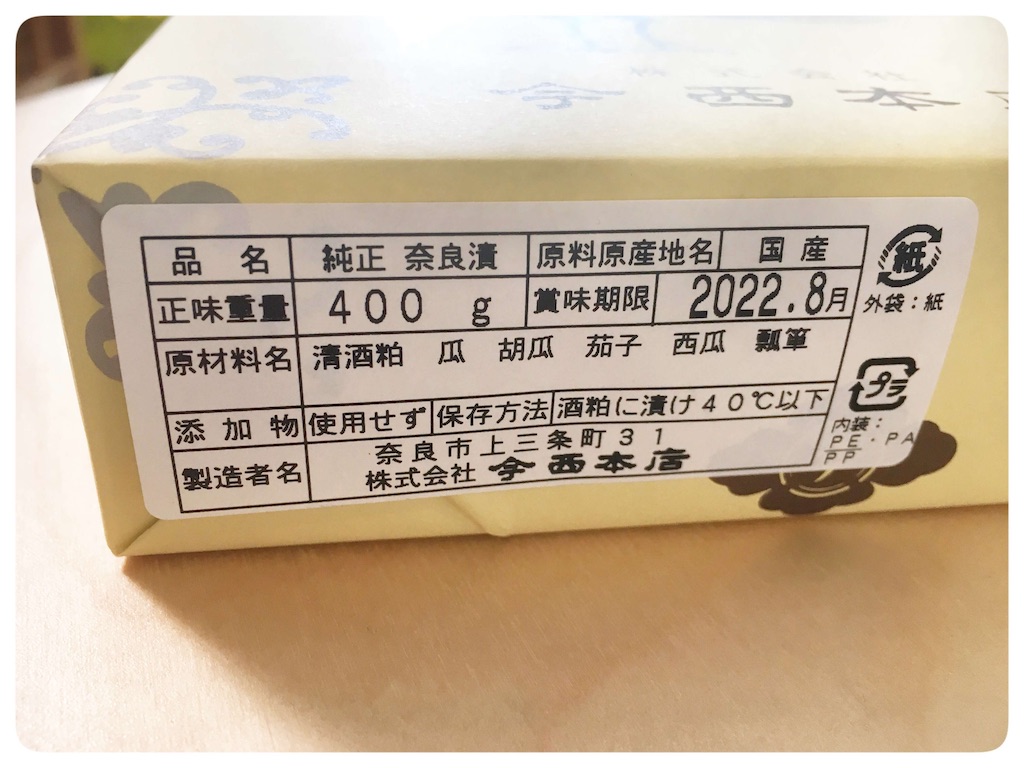 株式会社
今西本店
品名 純正 奈良漬 原料原産地名 国産
正味重量 400 g 賞味期限 2022.8月
原材料名 清酒粕 瓜 胡瓜 茄子 西瓜 瓢箪
添加物 使用せず 保存方法 酒粕に漬け40℃以下
製造者名 奈良市上三条町31
株式会社 今西本店
紙
外袋:紙
プラ
内装:
PE・PA
PP